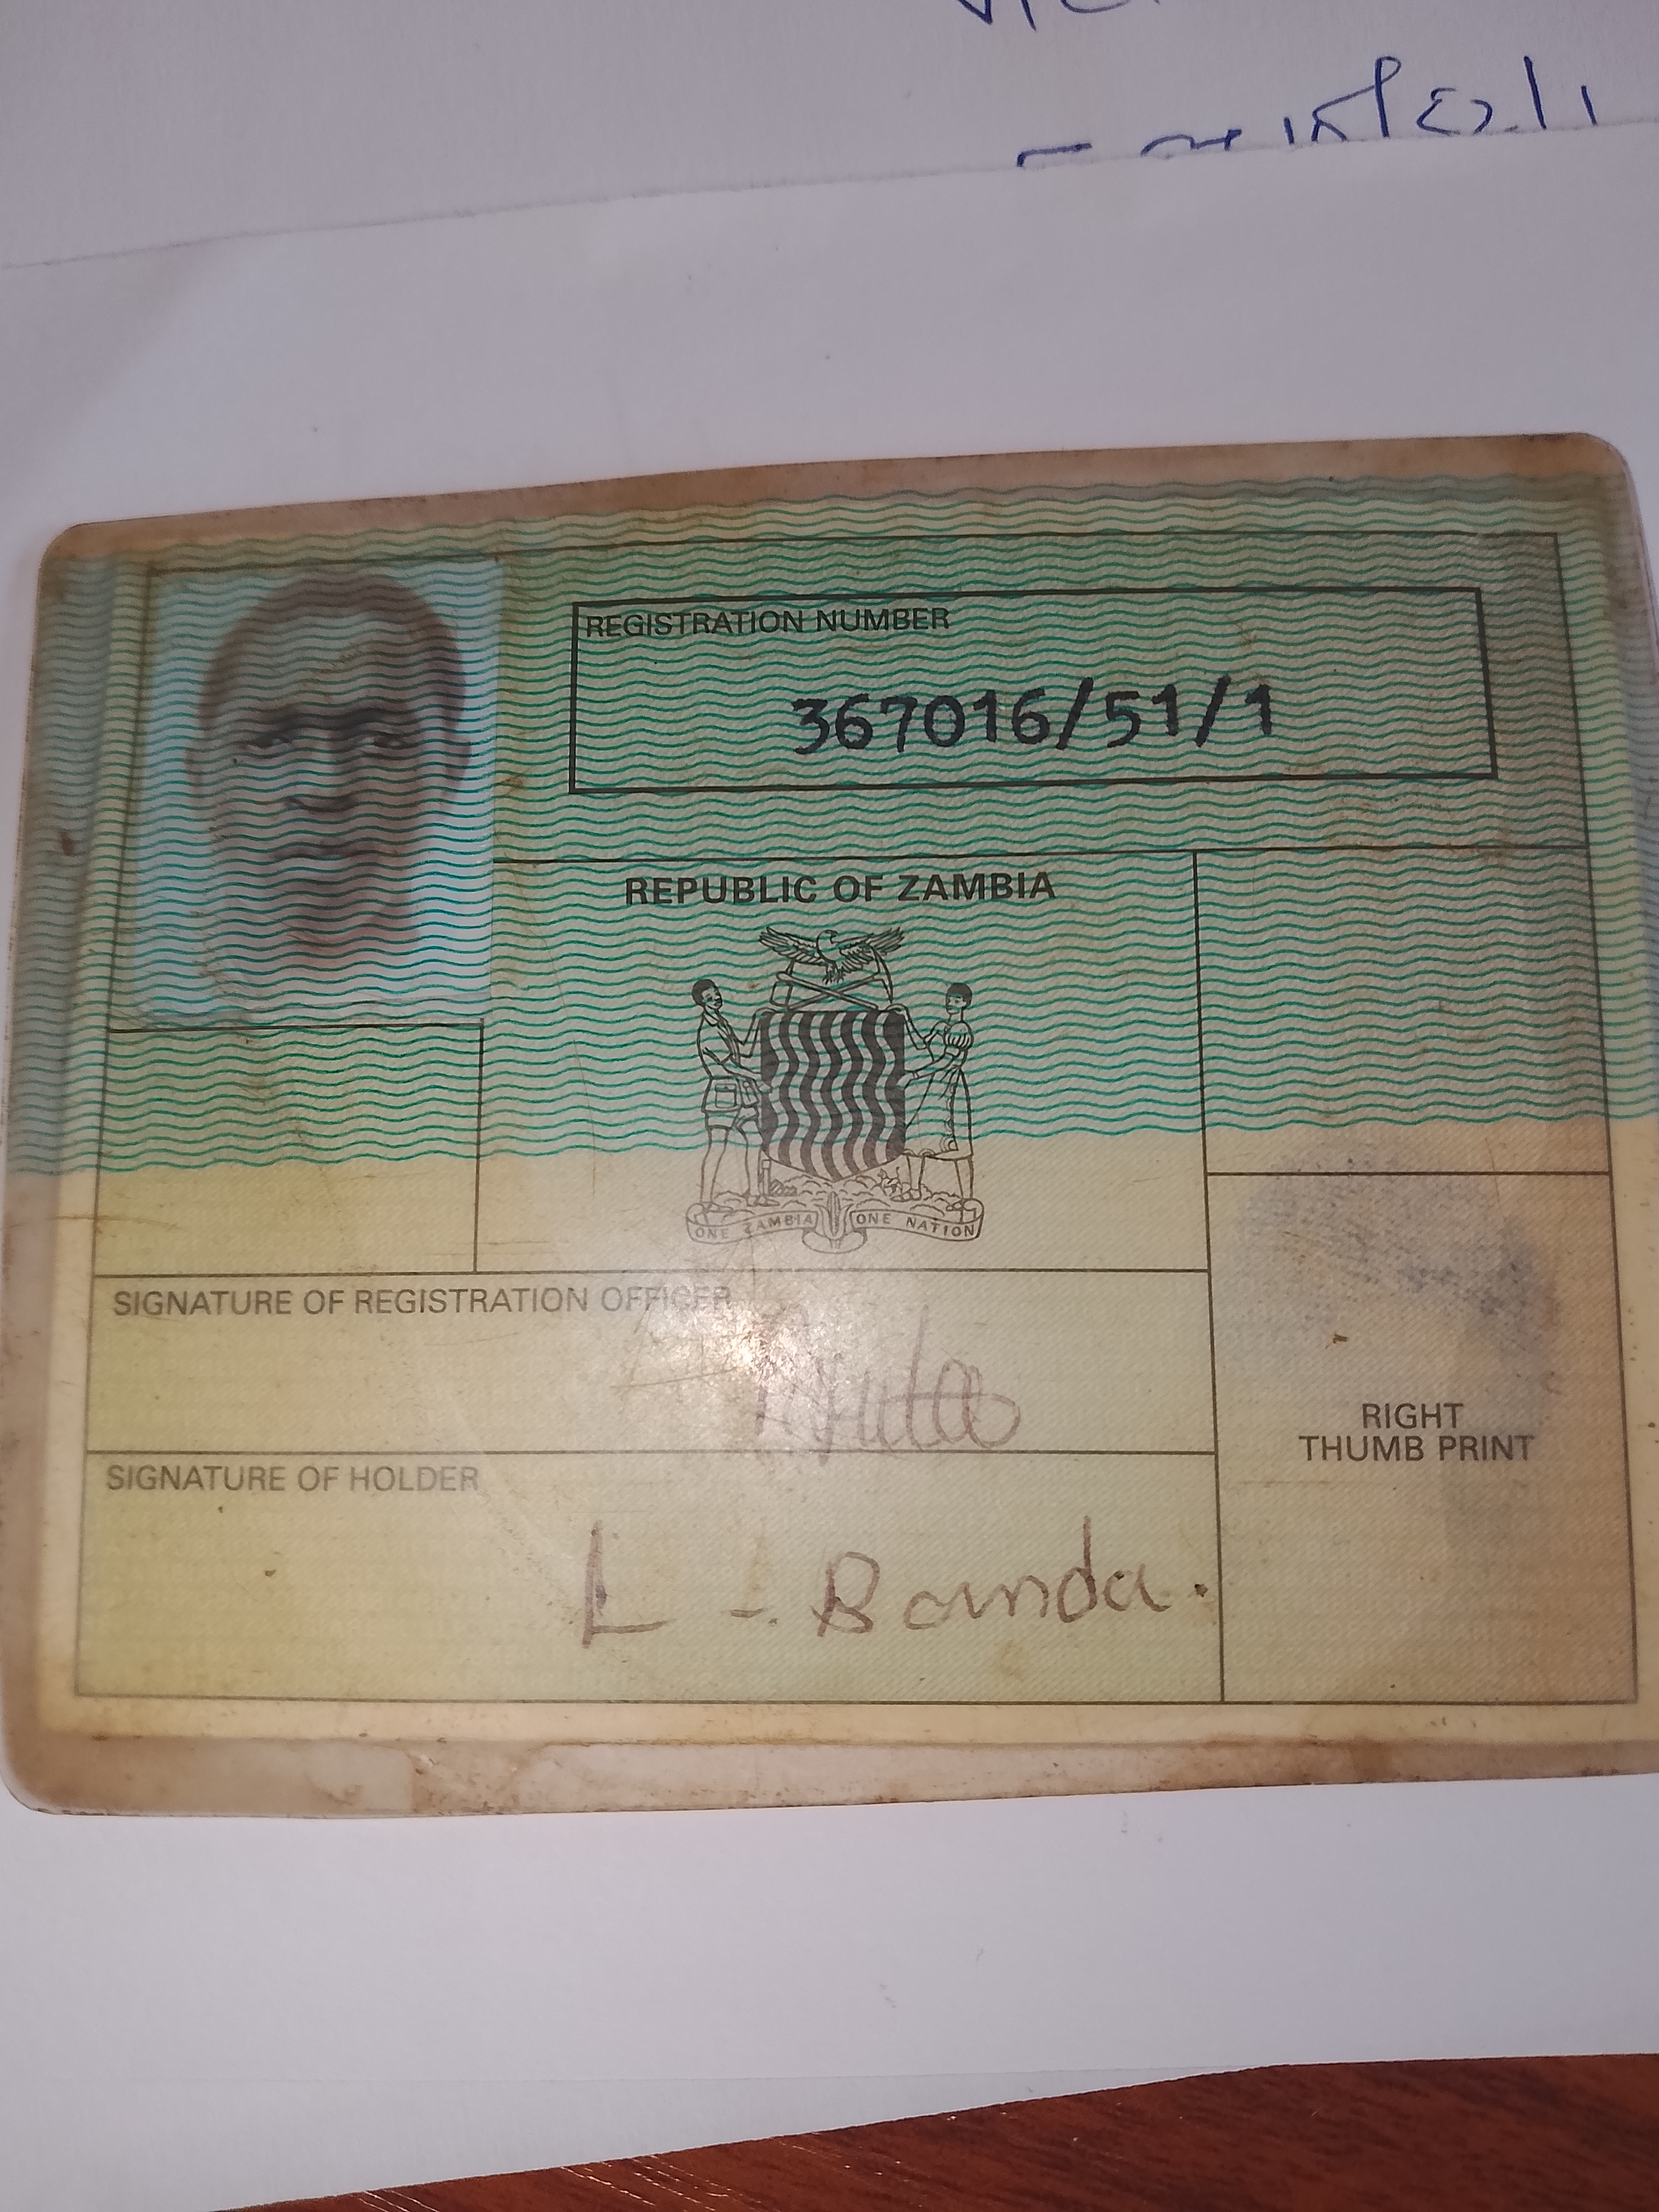 REGISTRATION NUMBER
367016/51/1
REPUBLIC OF ZAMBIA
ONE ZAMBIA ONE NATION
SIGNATURE OF REGISTRATION OFFICER
SIGNATURE OF HOLDER
L - Banda.
RIGHT
THUMB PRINT